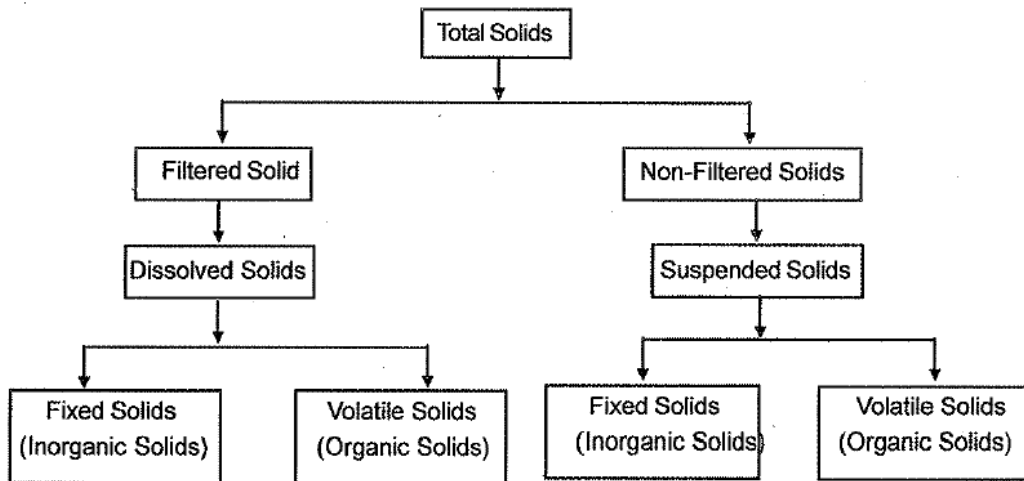 Total Solids
Filtered Solid
Non-Filtered Solids
Dissolved Solids
Suspended Solids
Fixed Solids
(Inorganic Solids)
Volatile Solids
(Organic Solids)
Fixed Solids
(Inorganic Solids)
Volatile Solids
(Organic Solids)